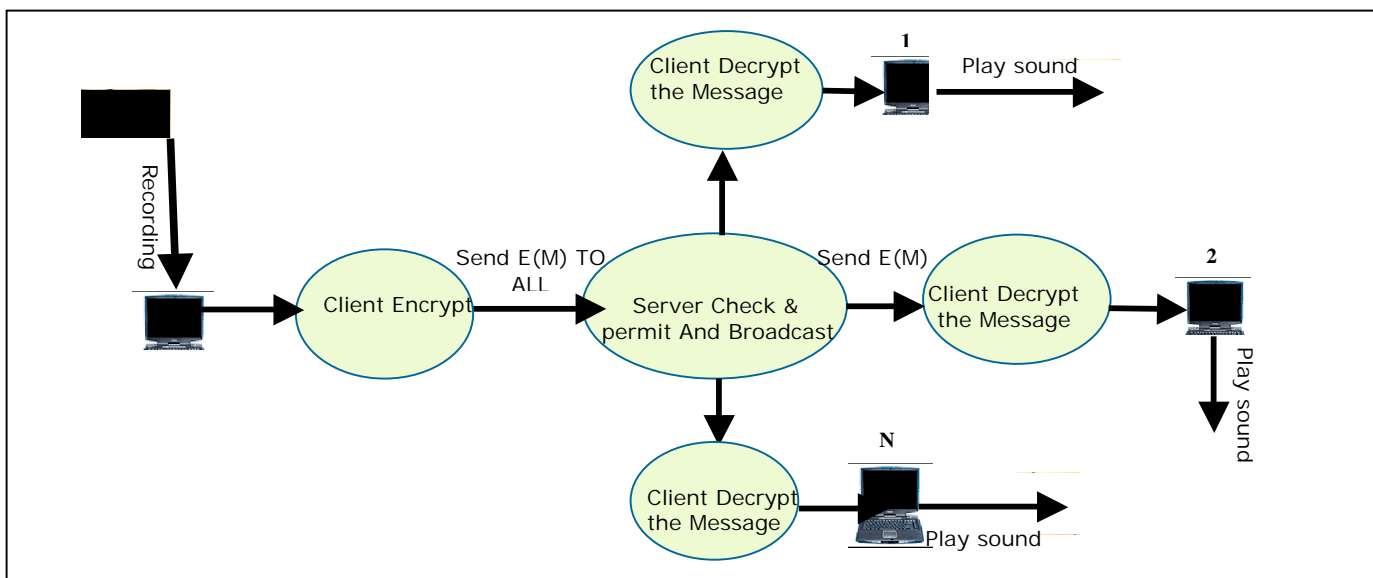 1
Client Decrypt
the Message
Play sound
Recording
Client Encrypt
Send E(M) TO
ALL
Server Check &
permit And Broadcast
Send E(M)
Client Decrypt
the Message
2
Play sound
Client Decrypt
the Message
N
Play sound